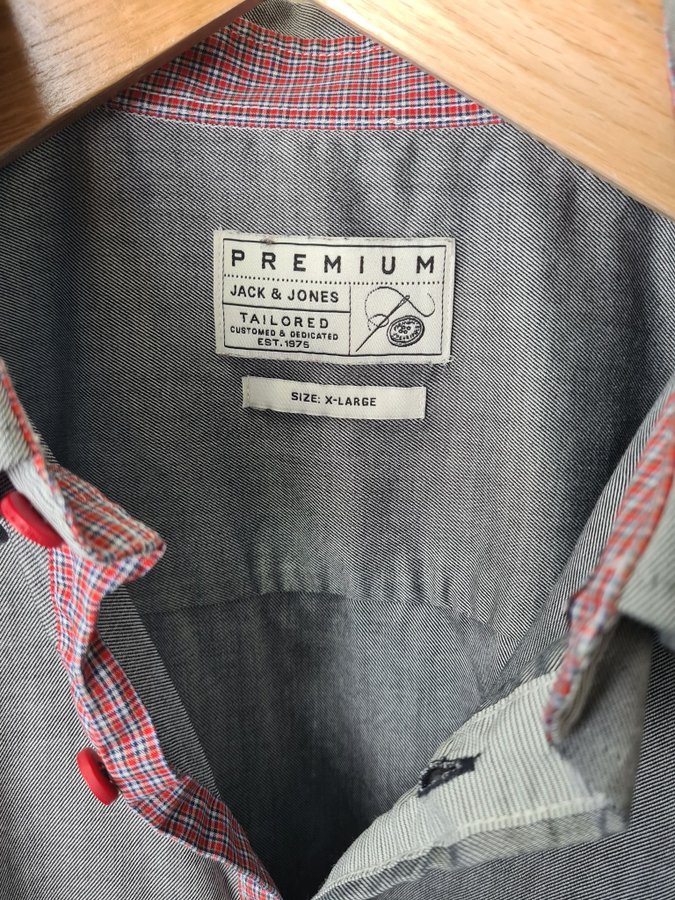 PREMIUM
JACK & JONES
TAILORED
CUSTOMED & DEDICATED
EST. 1975
SIZE: X-LARGE